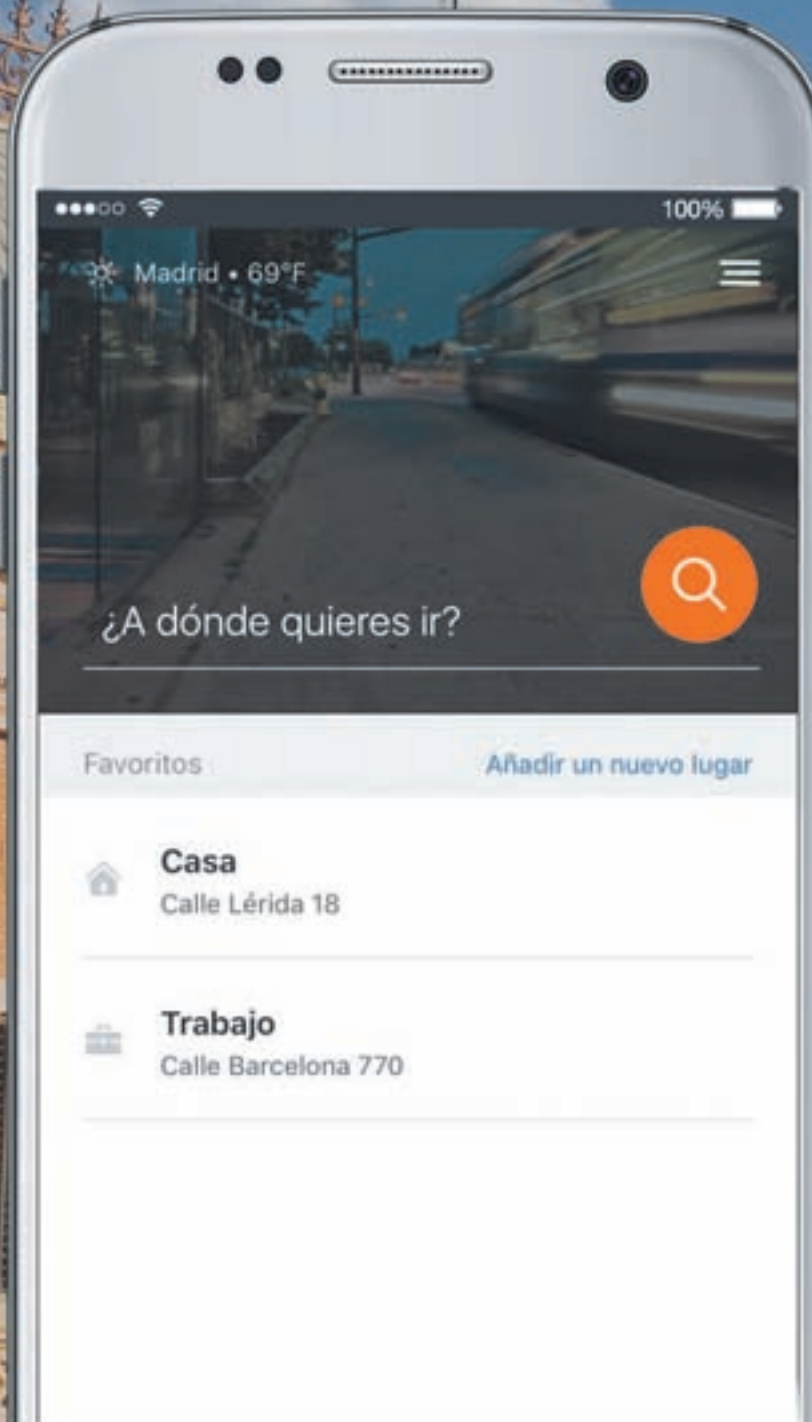 100%
Madrid • 69°F
¿A dónde quieres ir?
Favoritos
Añadir un nuevo lugar
Casa
Calle Lérida 18
Trabajo
Calle Barcelona 770